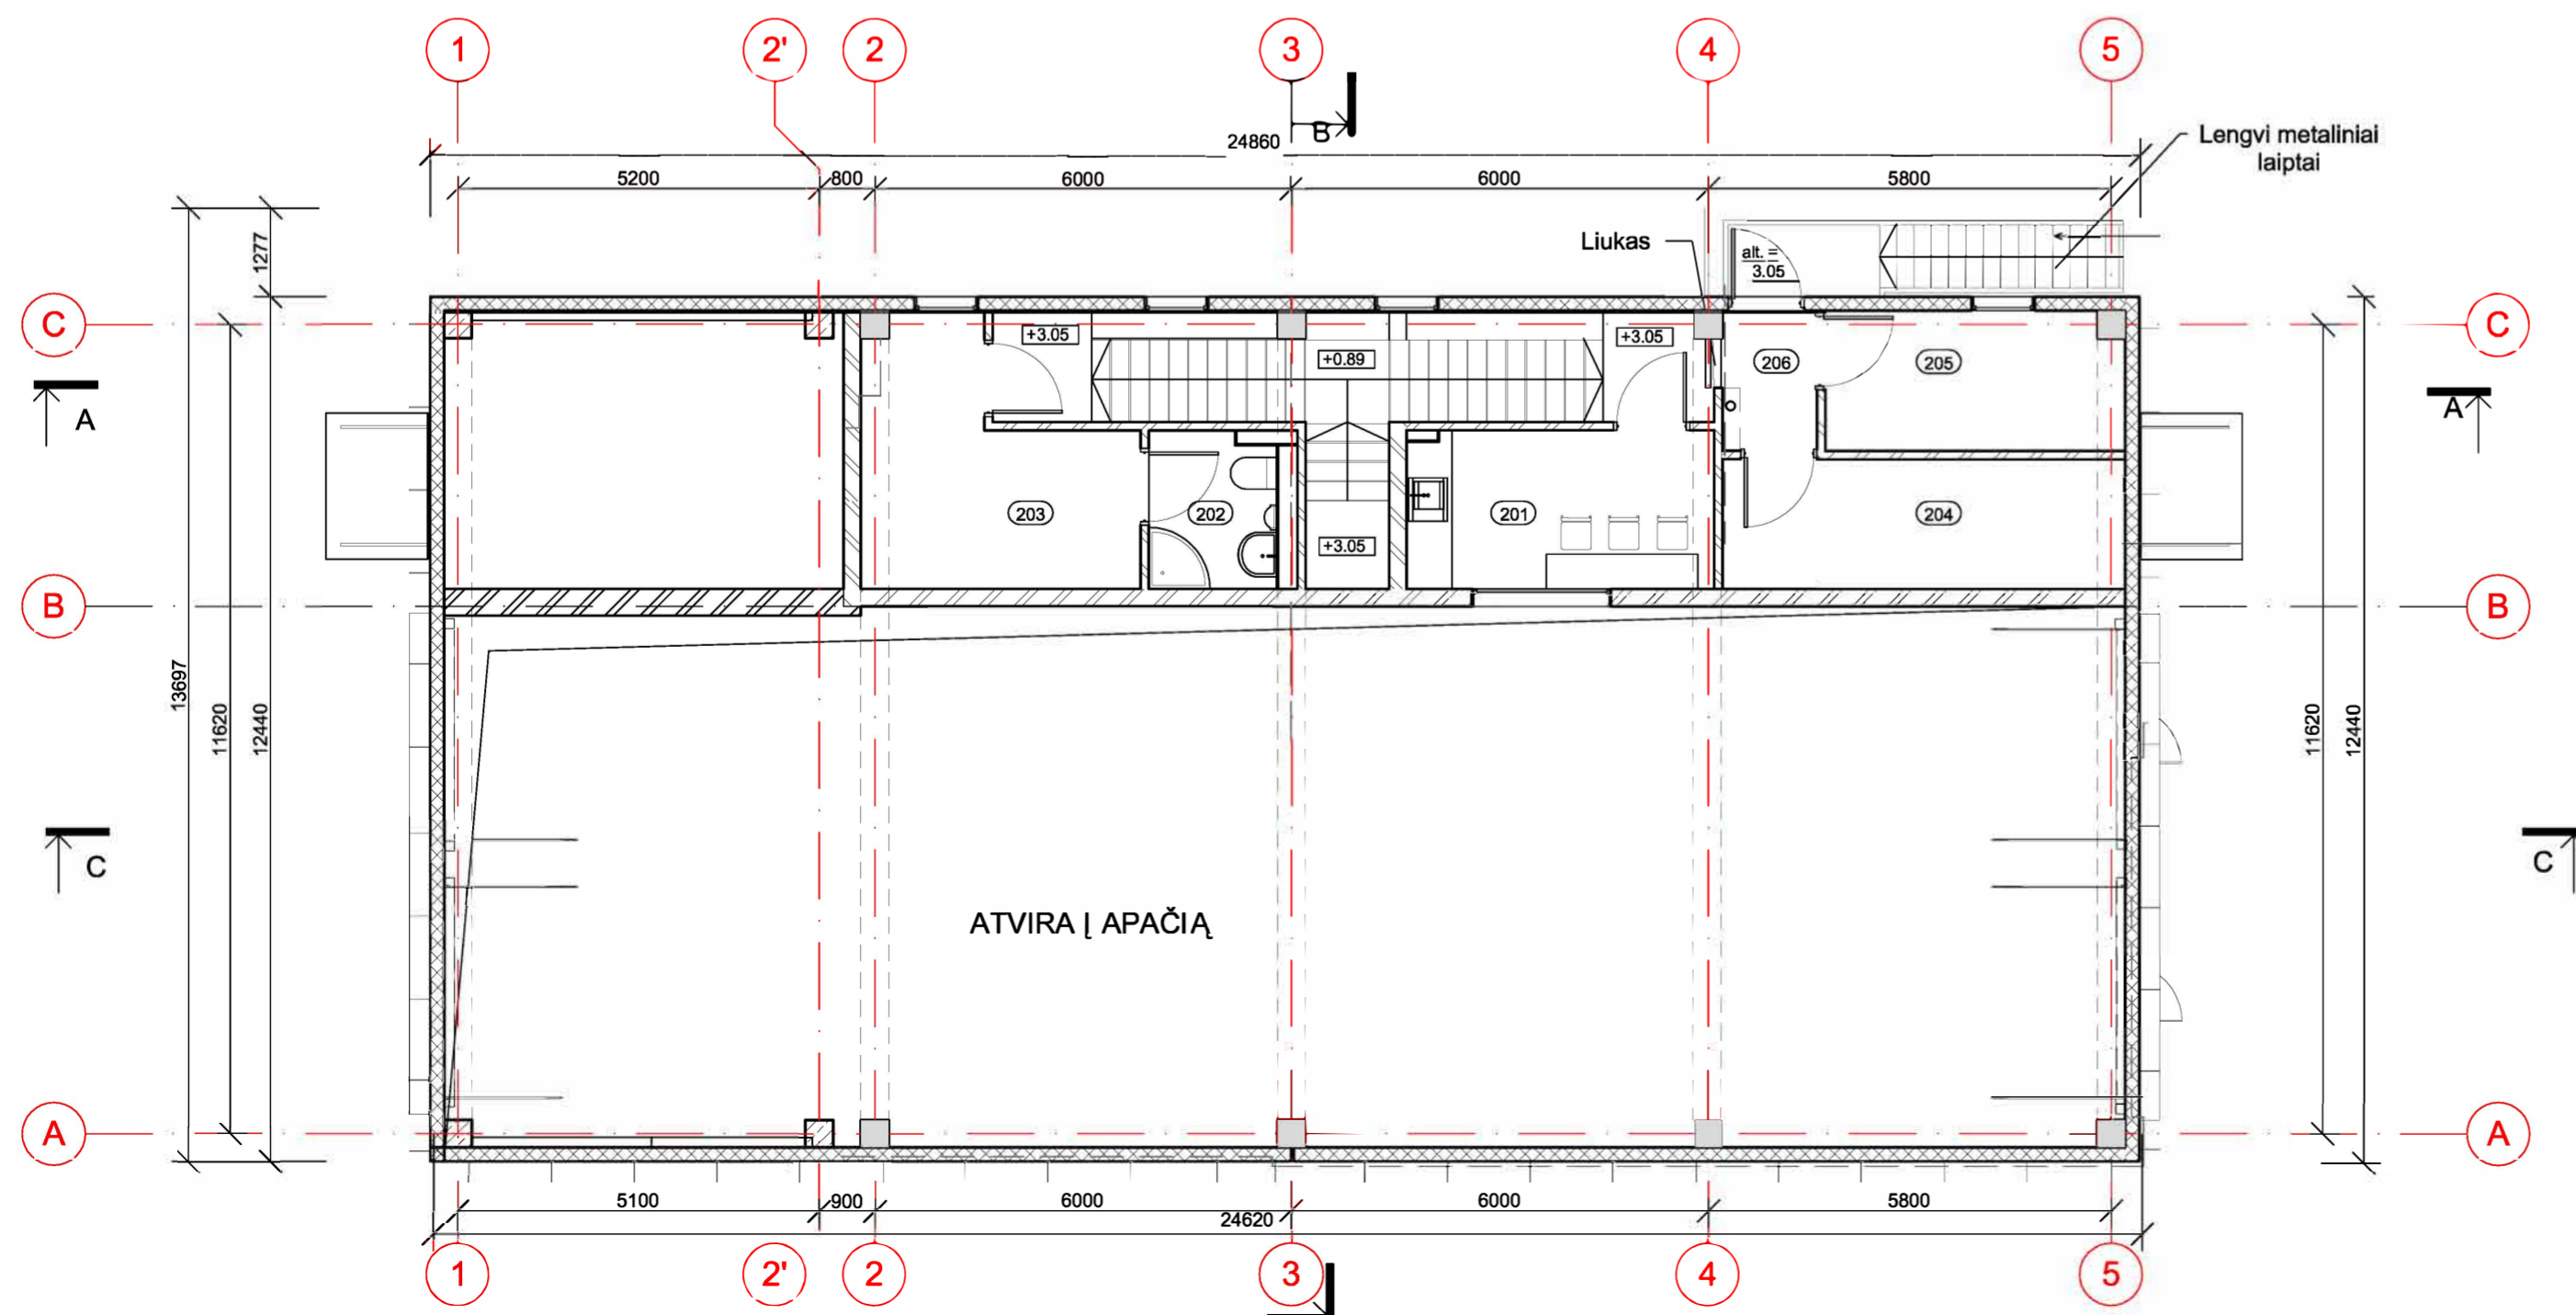 1 2' 2 3 4 5
B
24860
Lengvi metaliniai
laiptai
5200 800 6000 6000 5800
1277
Liukas
alt. =
3.05
C C
+3.05 +0.89 +3.05 206 205
A A
203 202 201 204
+3.05
B B
13697 11620 12440 11620 12440
C C
ATVIRA Į APAČIĄ
A A
5100 900 6000 6000 5800
24620
1 2' 2 3 4 5